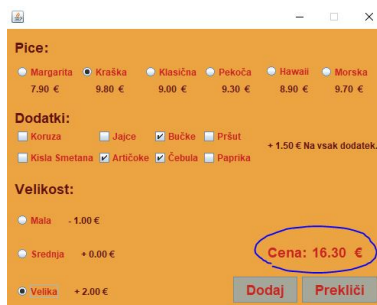 Pice:
Margarita Kraška Klasična Pekoča Hawaii Morska
7.90 € 9.80 € 9.00 € 9.30 € 8.90 € 9.70 €
Dodatki:
Koruza Jajce Bučke Pršut
+ 1.50 € Na vsak dodatek.
Kisla Smetana Artičoke Čebula Paprika
Velikost:
Mala - 1.00 €
Srednja + 0.00 €
Cena: 16.30 €
Velika + 2.00 €
Dodaj Prekliči